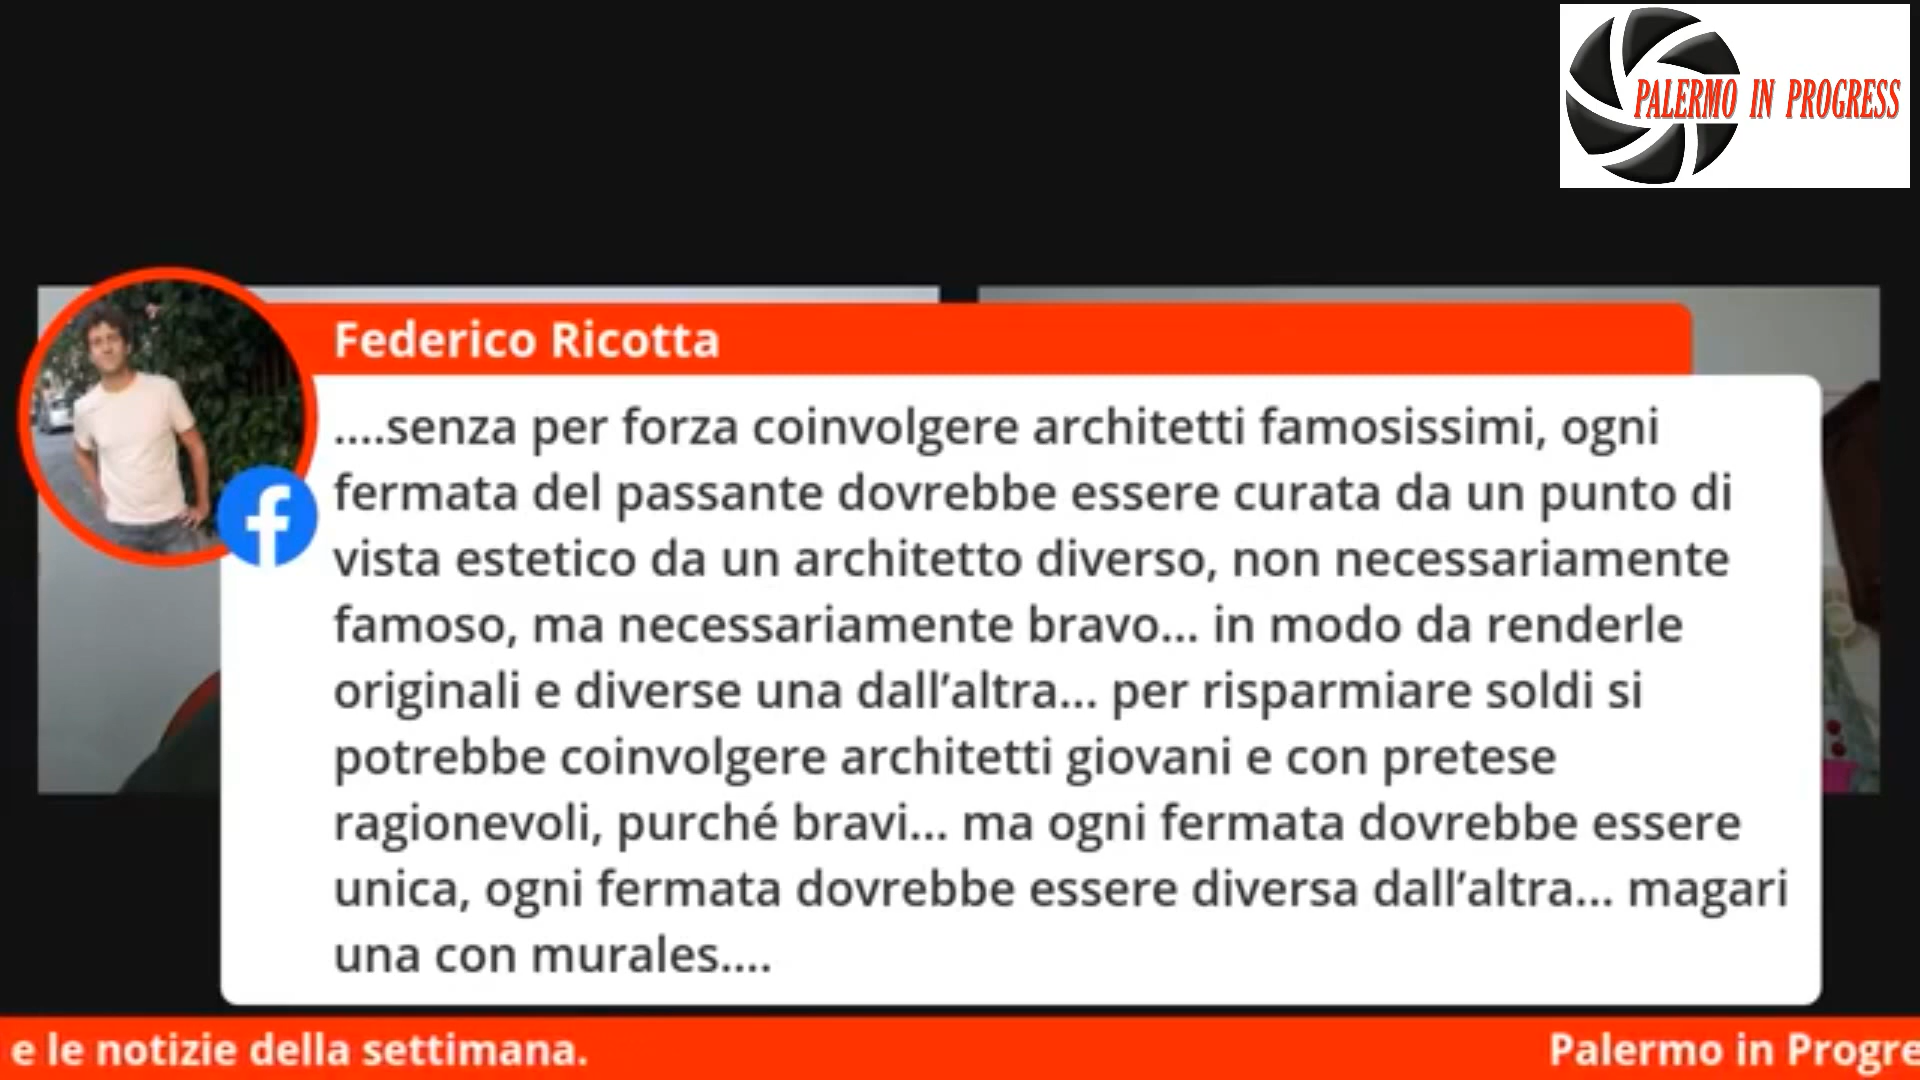 PALERMO IN PROGRESS
Federico Ricotta
....senza per forza coinvolgere architetti famosissimi, ogni
fermata del passante dovrebbe essere curata da un punto di
vista estetico da un architetto diverso, non necessariamente
famoso, ma necessariamente bravo... in modo da renderle
originali e diverse una dall’altra... per risparmiare soldi si
potrebbe coinvolgere architetti giovani e con pretese
ragionevoli, purché bravi... ma ogni fermata dovrebbe essere
unica, ogni fermata dovrebbe essere diversa dall’altra... magari
una con murales....
e le notizie della settimana. Palermo in Progre